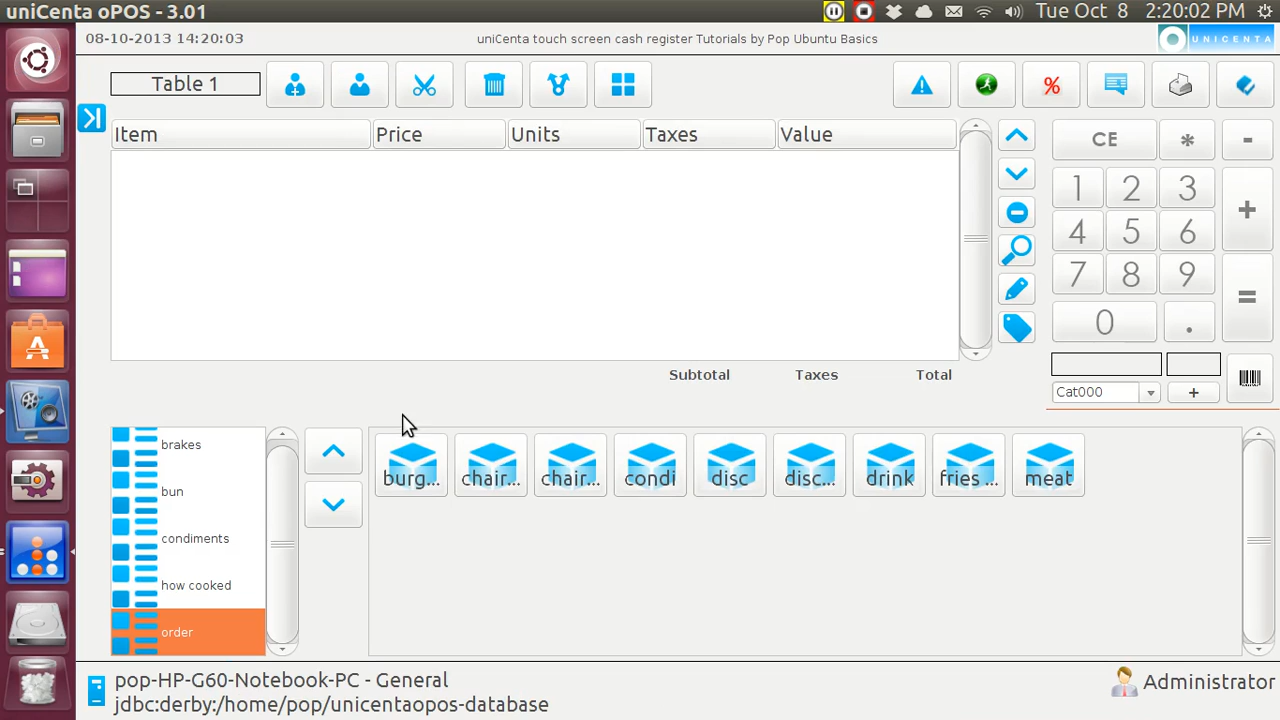 uniCenta oPOS - 3.01
Tue Oct 8 2:20:02 PM
08-10-2013 14:20:03
uniCenta touch screen cash register Tutorials by Pop Ubuntu Basics
UNICENTA
Table 1
%
Item Price Units Taxes Value
CE * -
1 2 3 +
4 5 6
7 8 9 =
0 .
Subtotal Taxes Total
Cat000 +
brakes
bun
condiments
how cooked
order
burg... chair... chair... condi disc disc... drink fries ... meat
pop-HP-G60-Notebook-PC - General
jdbc:derby:/home/pop/unicentaopos-database
Administrator